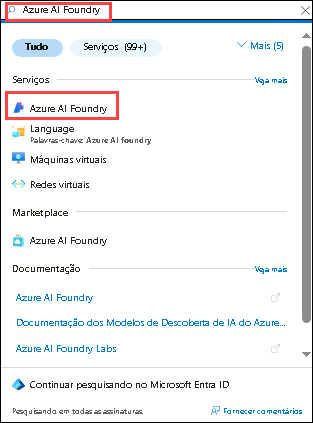 Azure AI Foundry
Tudo
Serviços (99+)
Mais (5)
Serviços
Veja mais
Azure AI Foundry
Language
Palavras-chave: Azure AI foundry
Máquinas virtuais
Redes virtuais
Marketplace
Azure AI Foundry
Documentação
Veja mais
Azure AI Foundry
Documentação dos Modelos de Descoberta de IA do Azure...
Azure AI Foundry Labs
Continuar pesquisando no Microsoft Entra ID
Pesquisando em todas as assinaturas.
Fornecer comentários